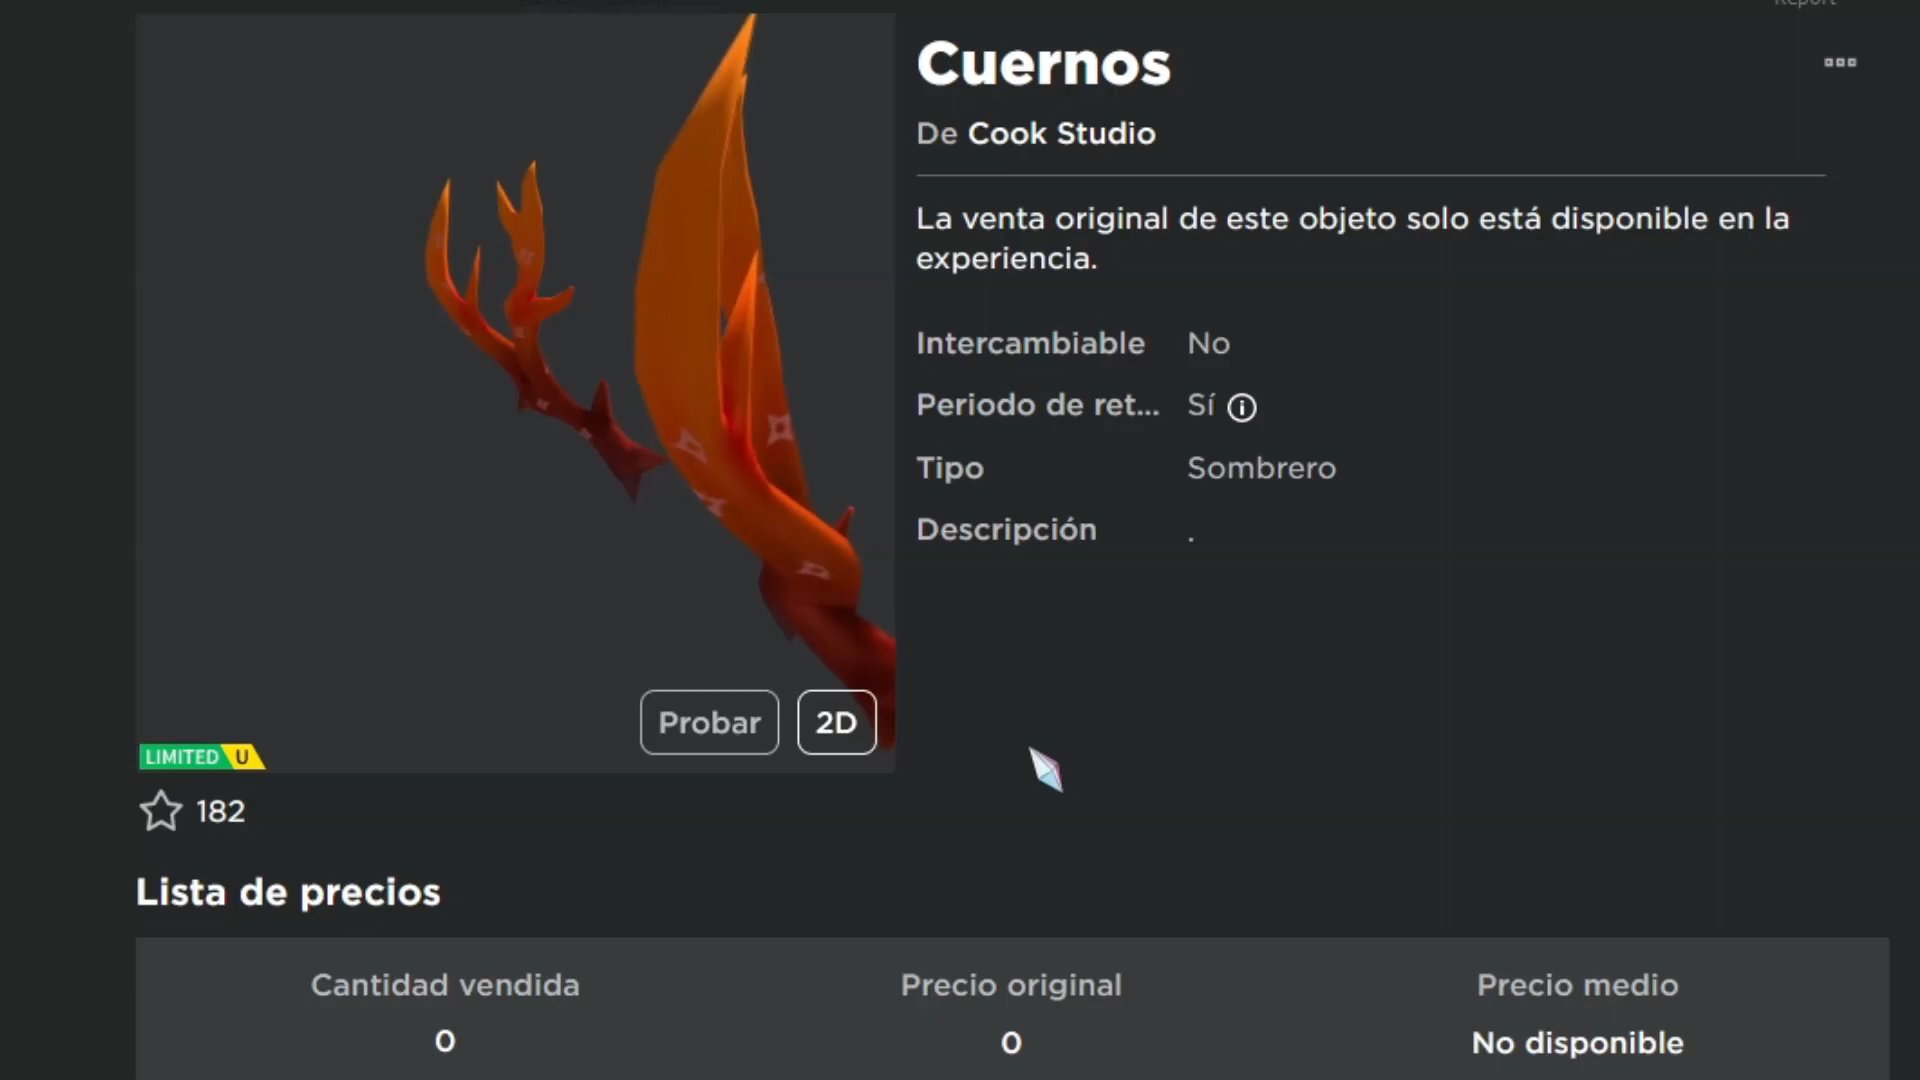 Cuernos
De Cook Studio
La venta original de este objeto solo está disponible en la
experiencia.
Intercambiable No
Periodo de ret... Sí
Tipo Sombrero
Descripción .
Probar 2D
LIMITED U
182
Lista de precios
Cantidad vendida Precio original Precio medio
0 0 No disponible